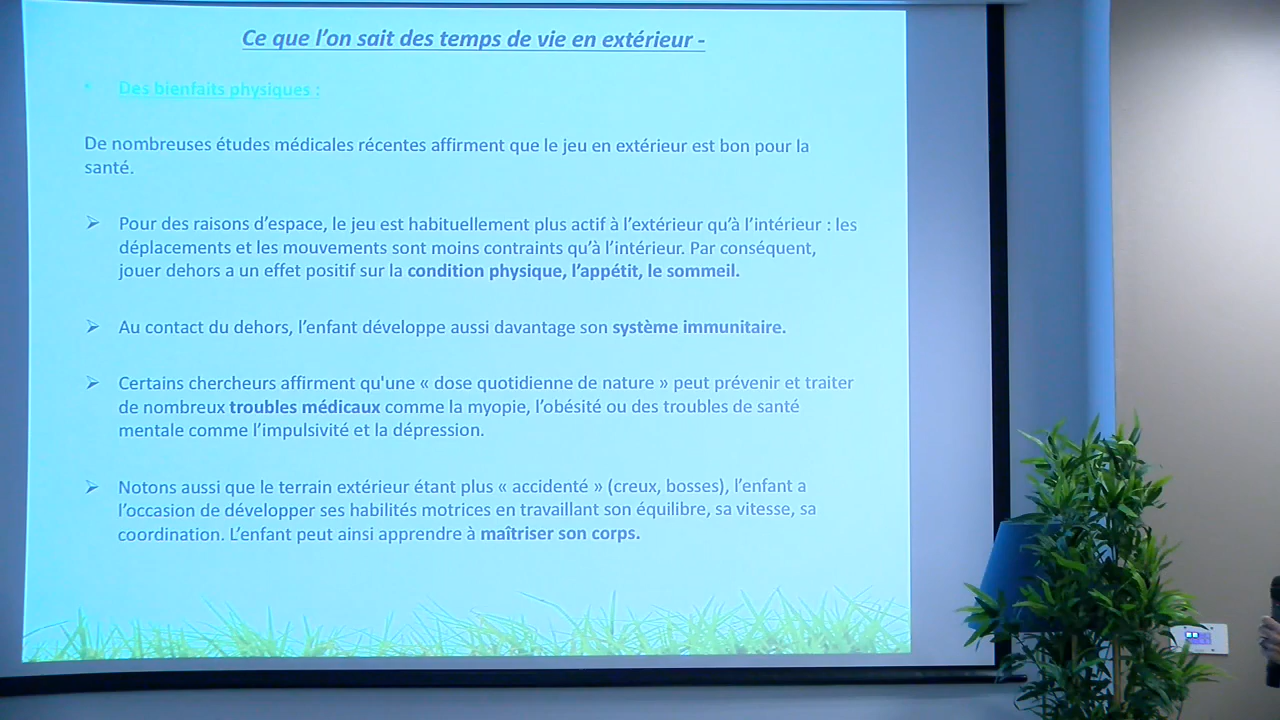 Ce que l’on sait des temps de vie en extérieur -
• Des bienfaits physiques :
De nombreuses études médicales récentes affirment que le jeu en extérieur est bon pour la
santé.
➢ Pour des raisons d’espace, le jeu est habituellement plus actif à l’extérieur qu’à l’intérieur : les
déplacements et les mouvements sont moins contraints qu’à l’intérieur. Par conséquent,
jouer dehors a un effet positif sur la condition physique, l’appétit, le sommeil.
➢ Au contact du dehors, l’enfant développe aussi davantage son système immunitaire.
➢ Certains chercheurs affirment qu'une « dose quotidienne de nature » peut prévenir et traiter
de nombreux troubles médicaux comme la myopie, l’obésité ou des troubles de santé
mentale comme l’impulsivité et la dépression.
➢ Notons aussi que le terrain extérieur étant plus « accidenté » (creux, bosses), l’enfant a
l’occasion de développer ses habilités motrices en travaillant son équilibre, sa vitesse, sa
coordination. L’enfant peut ainsi apprendre à maîtriser son corps.